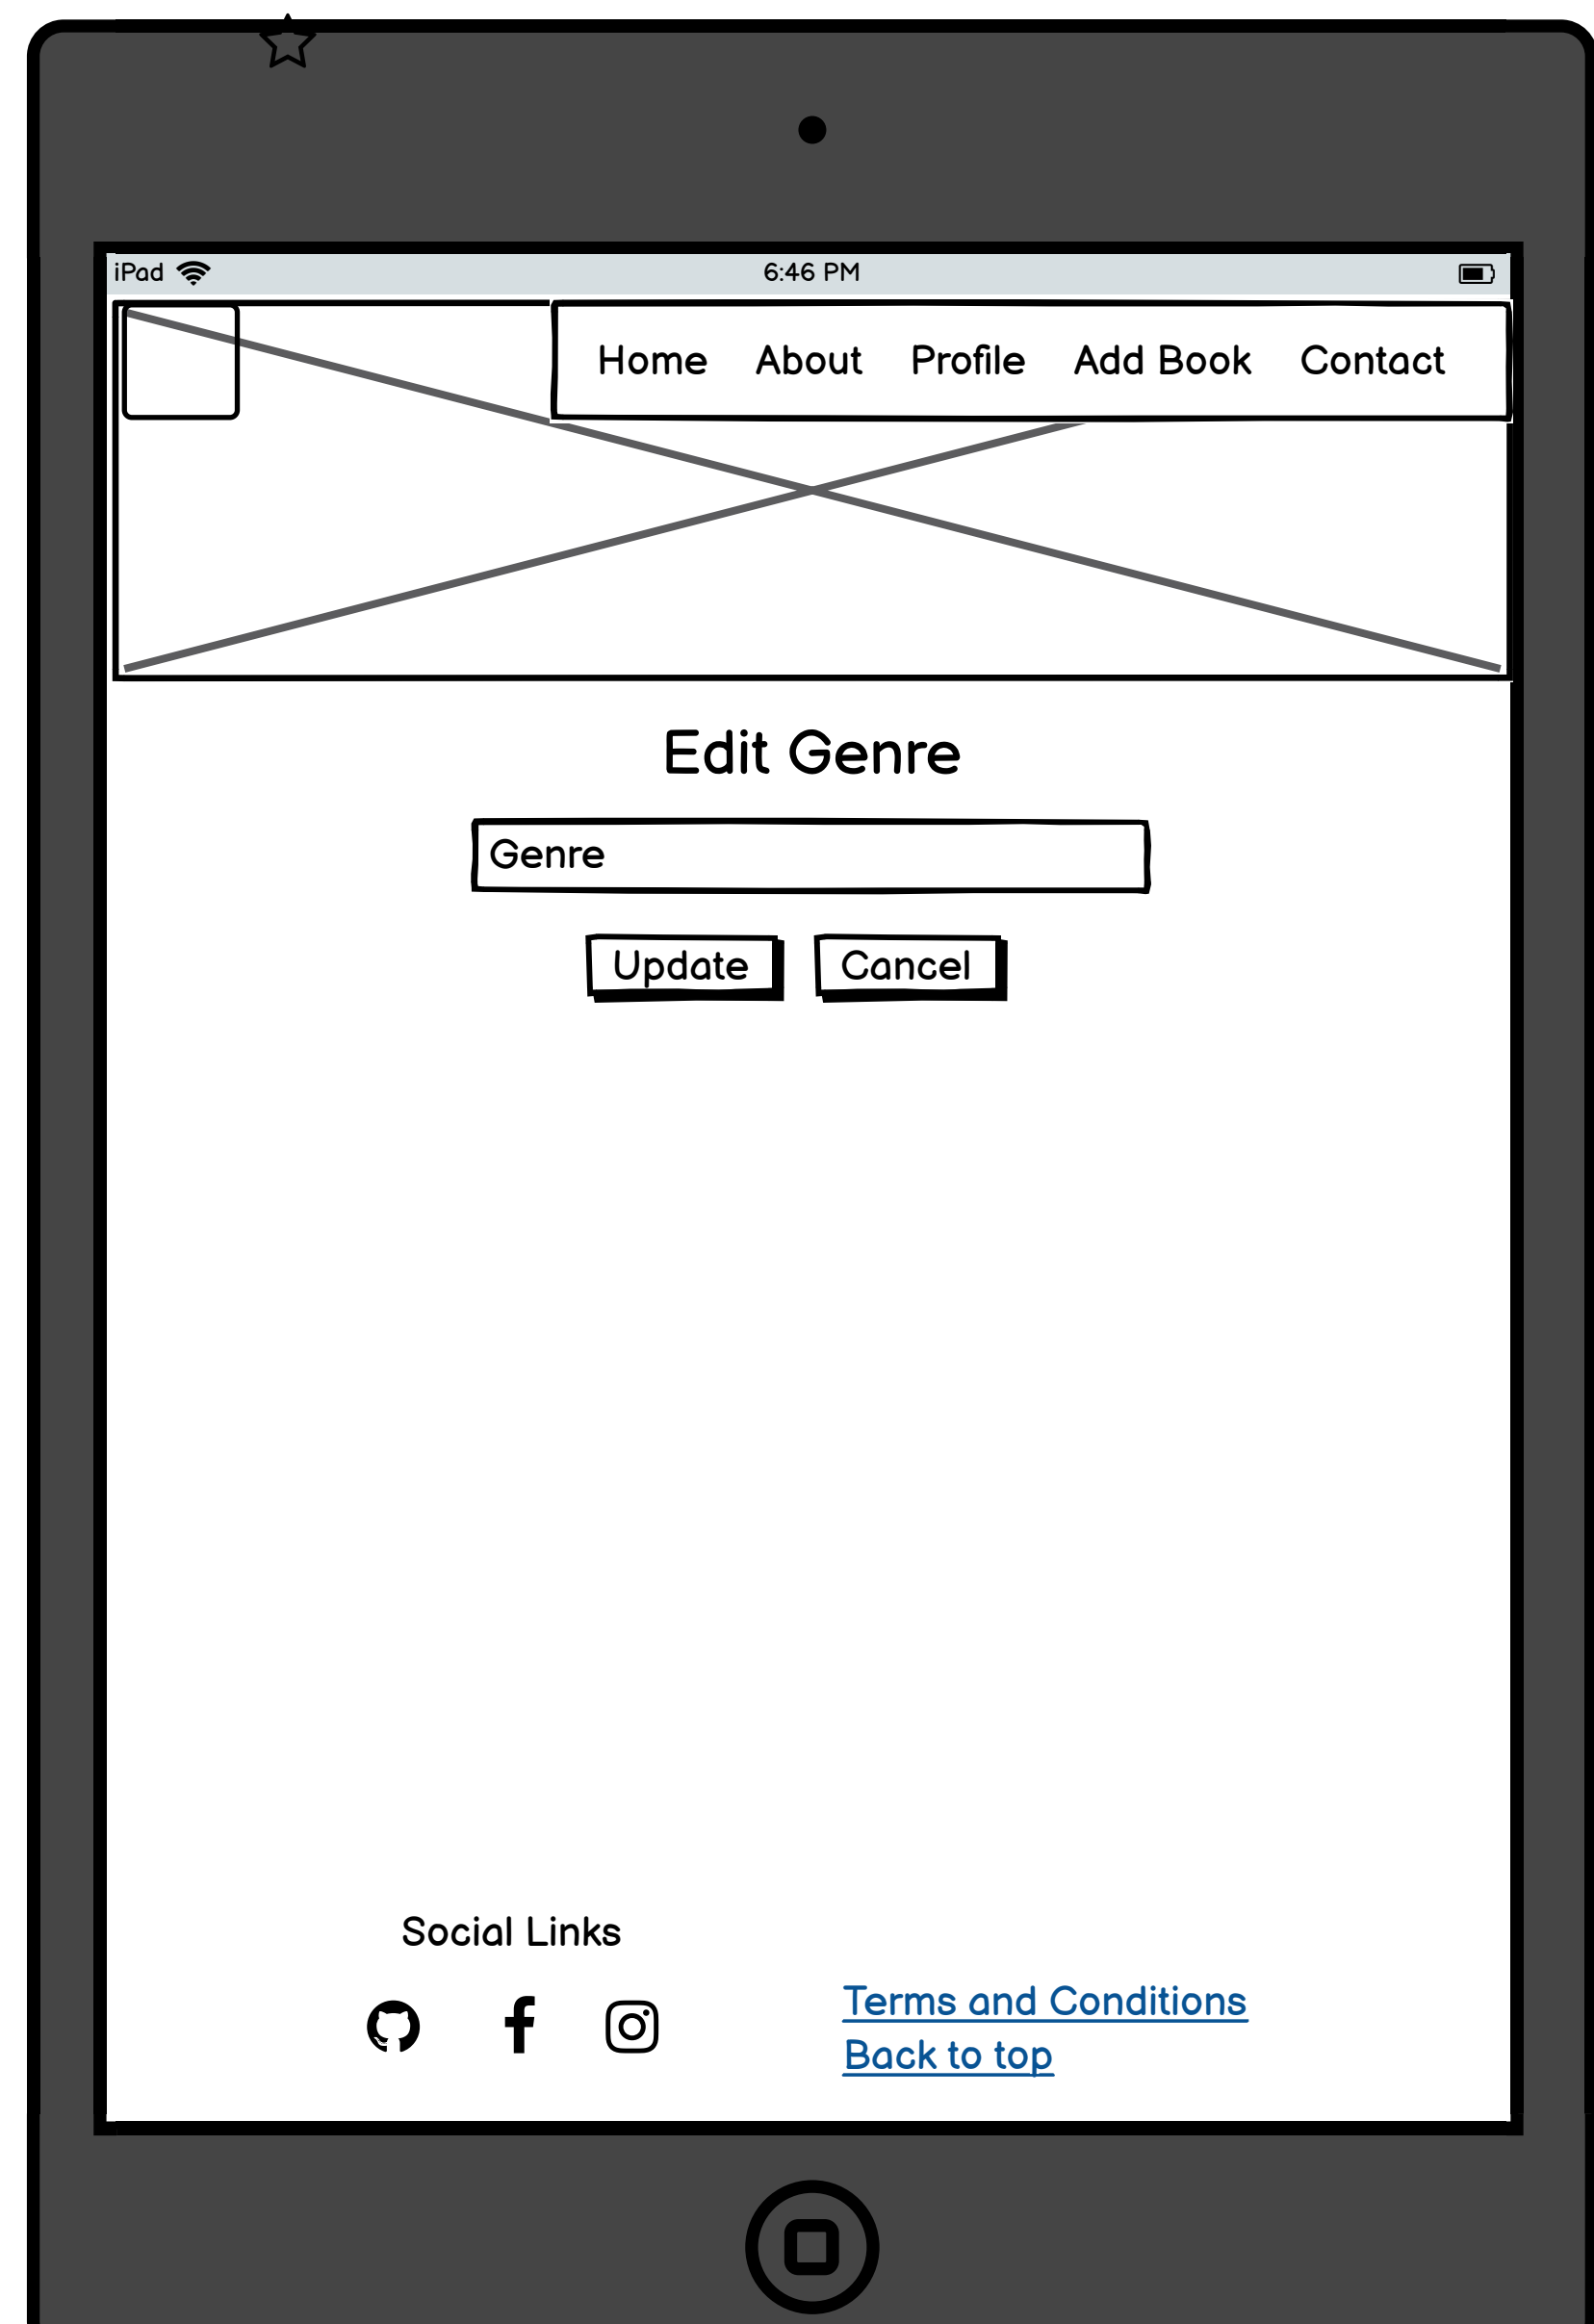 iPad 6:46 PM
Home About Profile Add Book Contact
Edit Genre
Genre
Update Cancel
Social Links
Terms and Conditions
Back to top